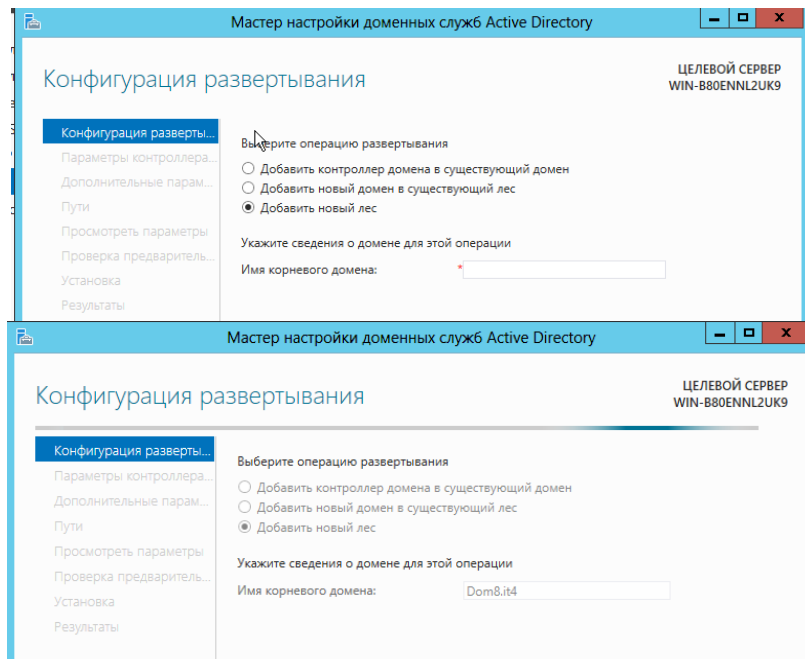 Мастер настройки доменных служб Active Directory
Конфигурация развертывания
ЦЕЛЕВОЙ СЕРВЕР
WIN-B80ENNL2UK9
Конфигурация разверты...
Параметры контроллера...
Дополнительные парам...
Пути
Просмотреть параметры
Проверка предваритель...
Установка
Результаты
Выберите операцию развертывания
Добавить контроллер домена в существующий домен
Добавить новый домен в существующий лес
Добавить новый лес
Укажите сведения о домене для этой операции
Имя корневого домена: *
Мастер настройки доменных служб Active Directory
Конфигурация развертывания
ЦЕЛЕВОЙ СЕРВЕР
WIN-B80ENNL2UK9
Конфигурация разверты...
Параметры контроллера...
Дополнительные парам...
Пути
Просмотреть параметры
Проверка предваритель...
Установка
Результаты
Выберите операцию развертывания
Добавить контроллер домена в существующий домен
Добавить новый домен в существующий лес
Добавить новый лес
Укажите сведения о домене для этой операции
Имя корневого домена: Dom8.it4